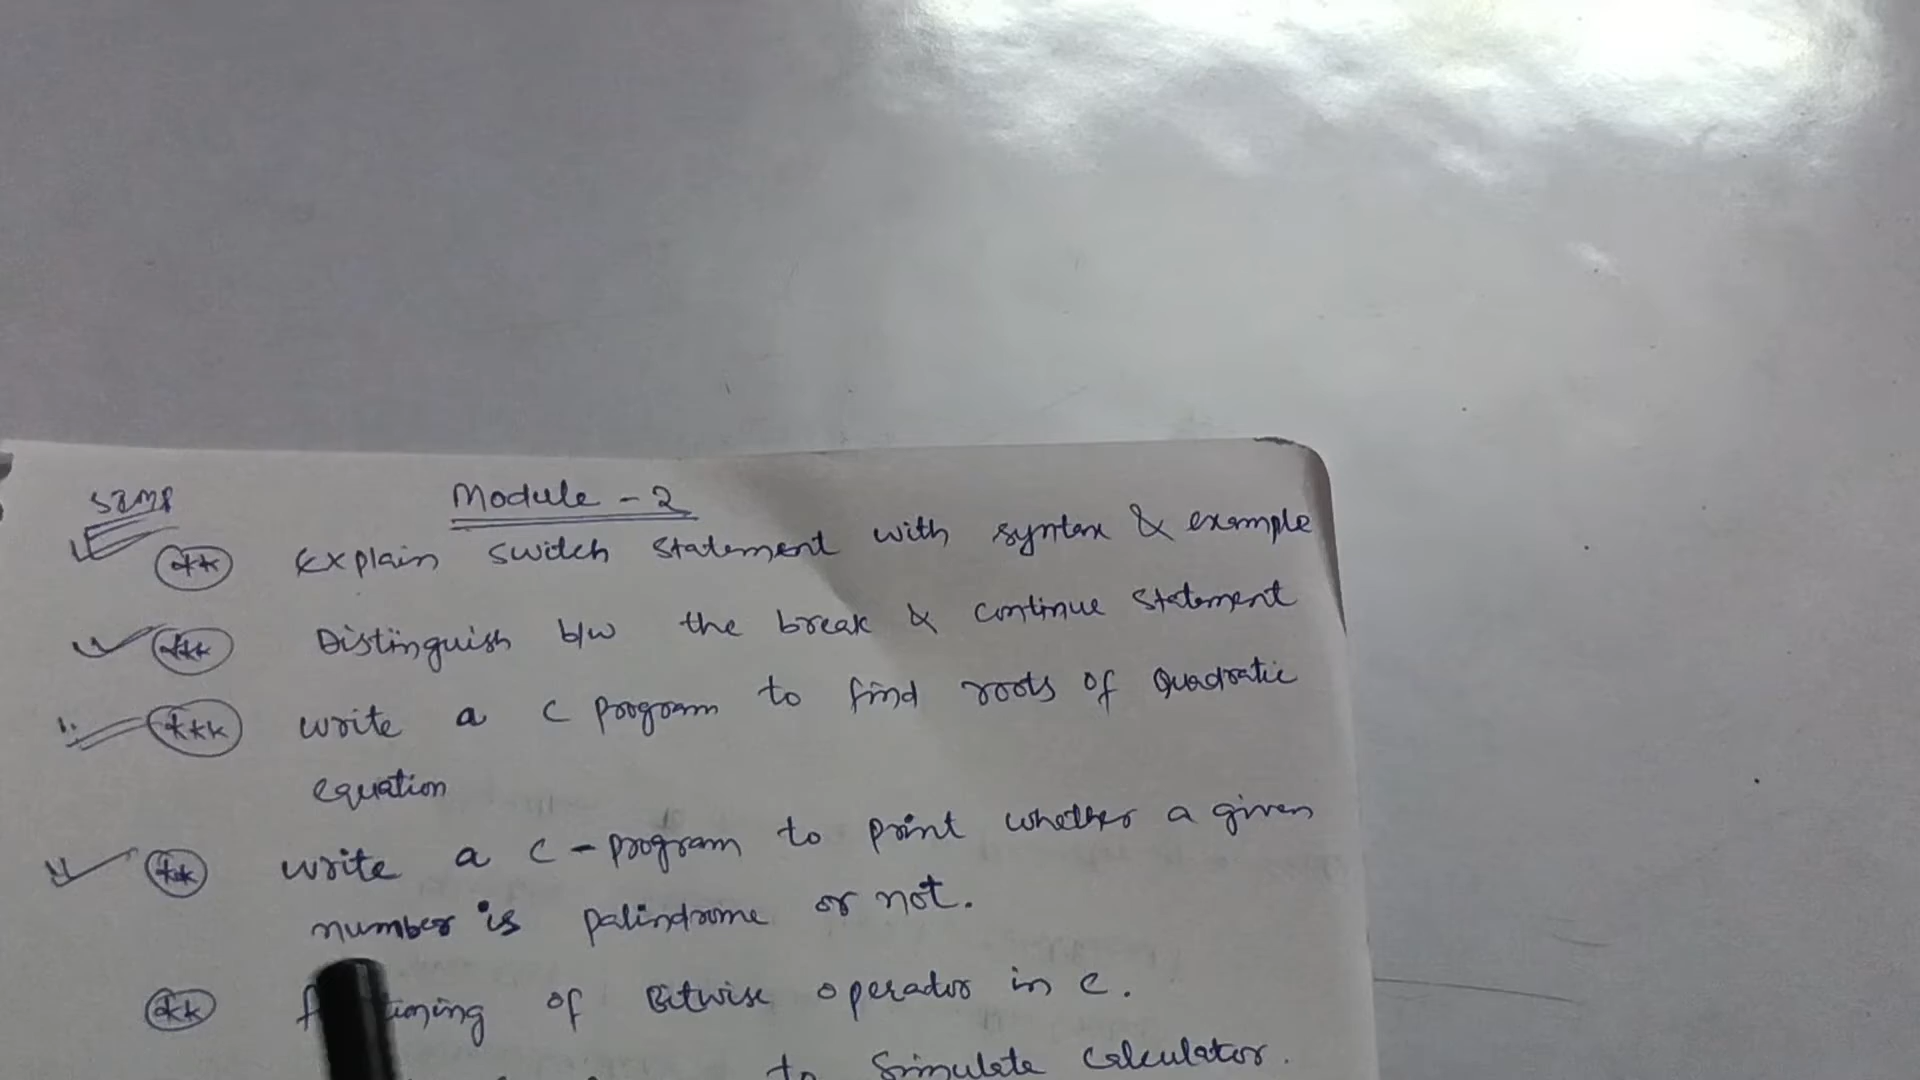 Module - 2
** Explain switch statement with syntax & example
** Distinguish b/w the break & continue statement
*** write a c program to find roots of Quadratic
equation
** write a c - program to print whether a given
number is palindrome or not.
** of Bitwise operator in c.
to simulate calculator.